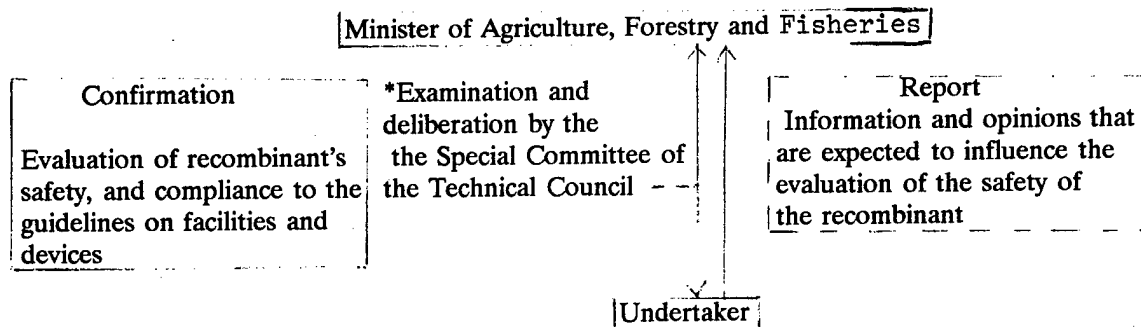 Minister of Agriculture, Forestry and Fisheries
Confirmation
Evaluation of recombinant's
safety, and compliance to the
guidelines on facilities and
devices
*Examination and
deliberation by the
the Special Committee of
the Technical Council
Report
Information and opinions that
are expected to influence the
evaluation of the safety of
the recombinant
Undertaker